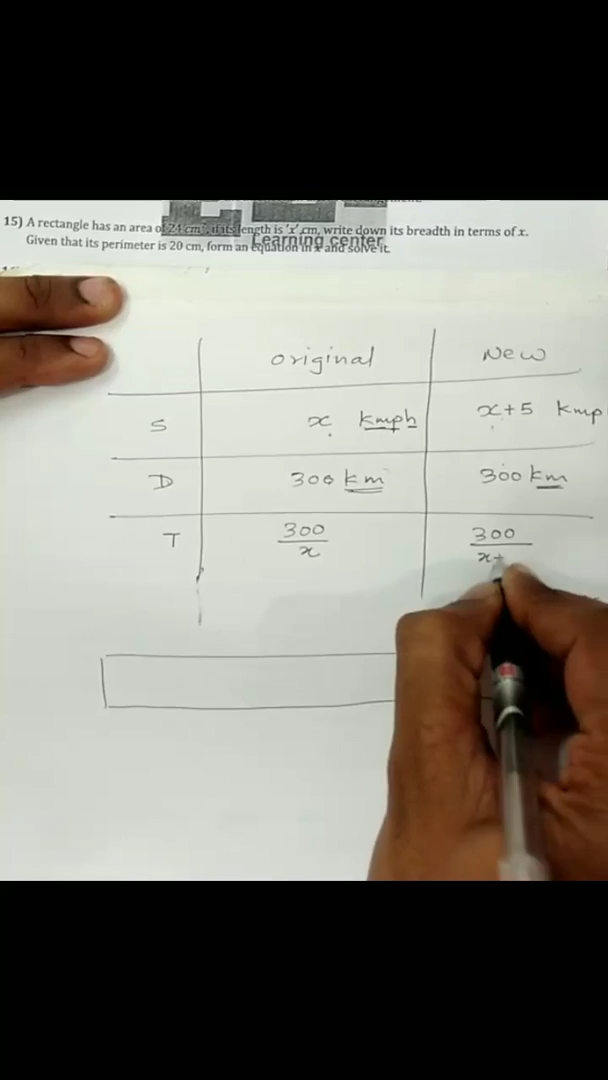 15) A rectangle has an area of 24 cm², if its length is 'x' cm, write down its breadth in terms of x.
Learning center
Given that its perimeter is 20 cm, form an equation in x and solve it.
original New
S x kmph x+5 kmp
D 300 km 300 km
T 300/x 300/x+